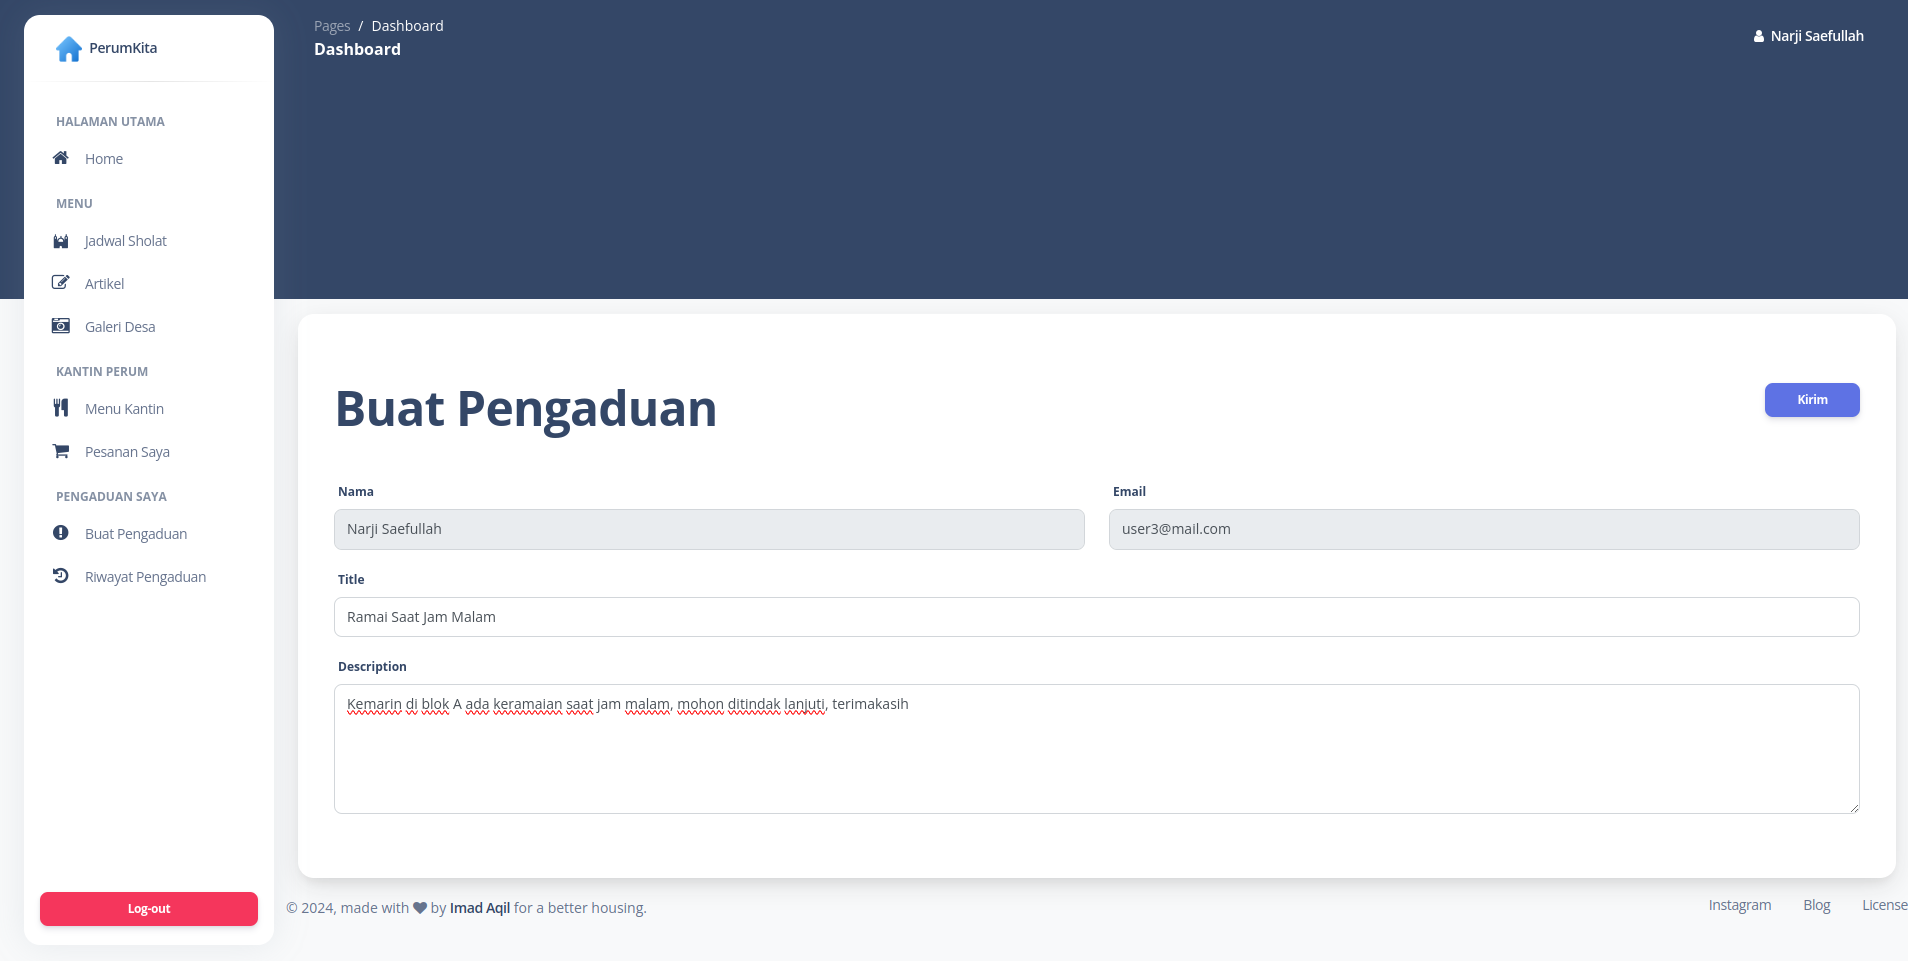 PerumKita
HALAMAN UTAMA
Home
MENU
Jadwal Sholat
Artikel
Galeri Desa
KANTIN PERUM
Menu Kantin
Pesanan Saya
PENGADUAN SAYA
Buat Pengaduan
Riwayat Pengaduan
Log-out
Pages / Dashboard
Dashboard
Narji Saefullah
Buat Pengaduan
Kirim
Nama
Narji Saefullah
Email
user3@mail.com
Title
Ramai Saat Jam Malam
Description
Kemarin di blok A ada keramaian saat jam malam, mohon ditindak lanjuti, terimakasih
© 2024, made with ♥ by Imad Aqil for a better housing.
Instagram Blog License